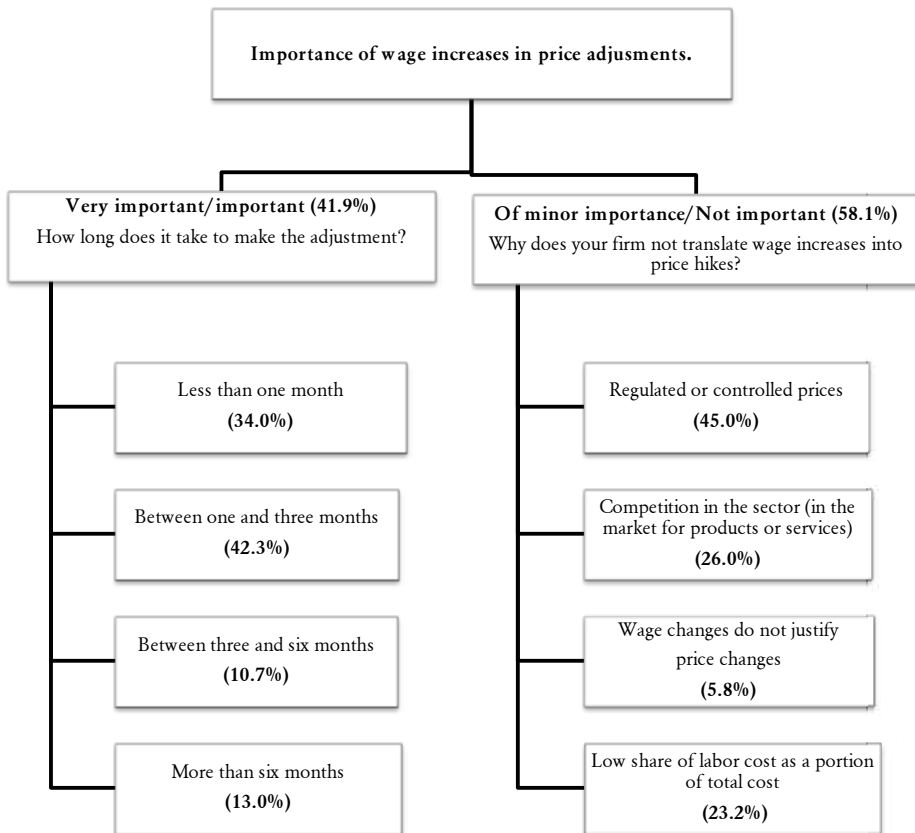 Importance of wage increases in price adjusments.
Very important/important (41.9%)
How long does it take to make the adjustment?
Less than one month
(34.0%)
Between one and three months
(42.3%)
Between three and six months
(10.7%)
More than six months
(13.0%)
Of minor importance/Not important (58.1%)
Why does your firm not translate wage increases into
price hikes?
Regulated or controlled prices
(45.0%)
Competition in the sector (in the
market for products or services)
(26.0%)
Wage changes do not justify
price changes
(5.8%)
Low share of labor cost as a portion
of total cost
(23.2%)